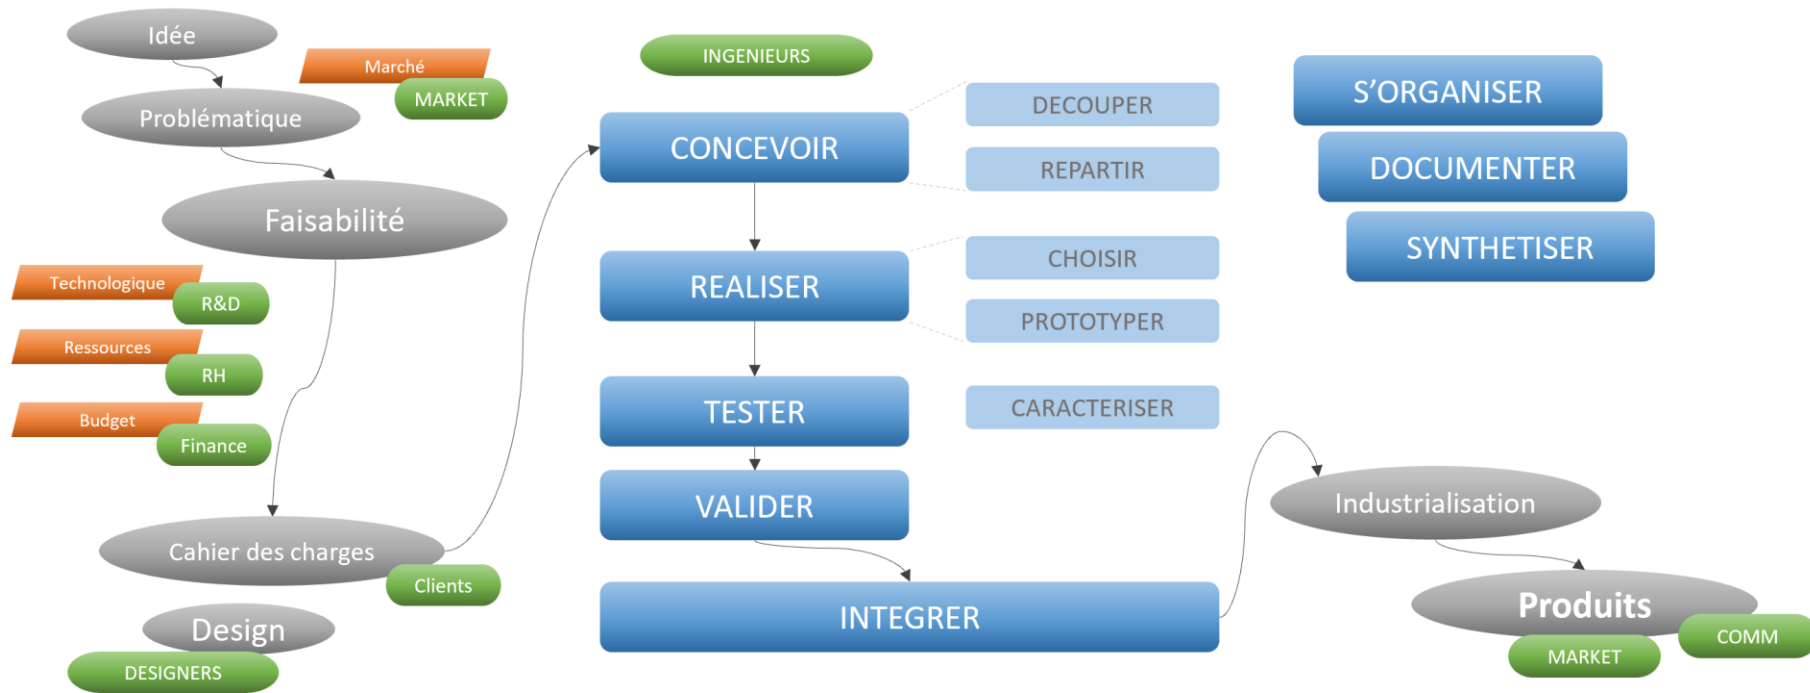 Idée
Marché
MARKET
Problématique
Faisabilité
Technologique
R&D
Ressources
RH
Budget
Finance
Cahier des charges
Clients
Design
DESIGNERS
INGENIEURS
CONCEVOIR
DECOUPER
REPARTIR
REALISER
CHOISIR
PROTOTYPER
TESTER
CARACTERISER
VALIDER
INTEGRER
S’ORGANISER
DOCUMENTER
SYNTHETISER
Industrialisation
Produits
COMM
MARKET